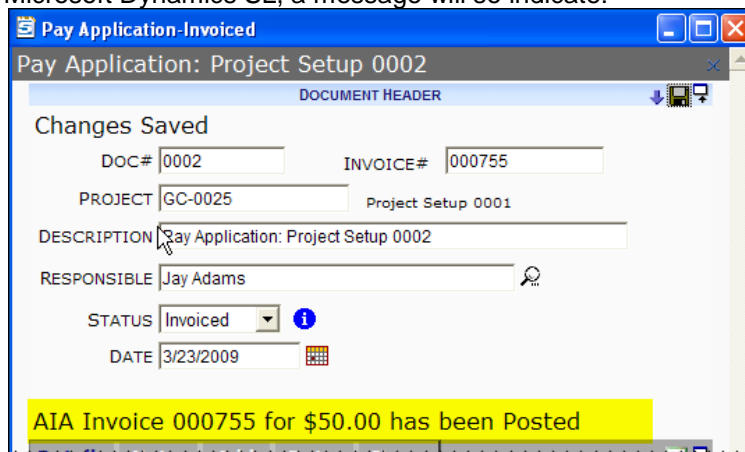 Microsoft Dynamics SL, a message will so indicate.
Pay Application-Invoiced
Pay Application: Project Setup 0002
DOCUMENT HEADER
Changes Saved
DOC# 0002 INVOICE# 000755
PROJECT GC-0025 Project Setup 0001
DESCRIPTION Pay Application: Project Setup 0002
RESPONSIBLE Jay Adams
STATUS Invoiced
DATE 3/23/2009
AIA Invoice 000755 for $50.00 has been Posted